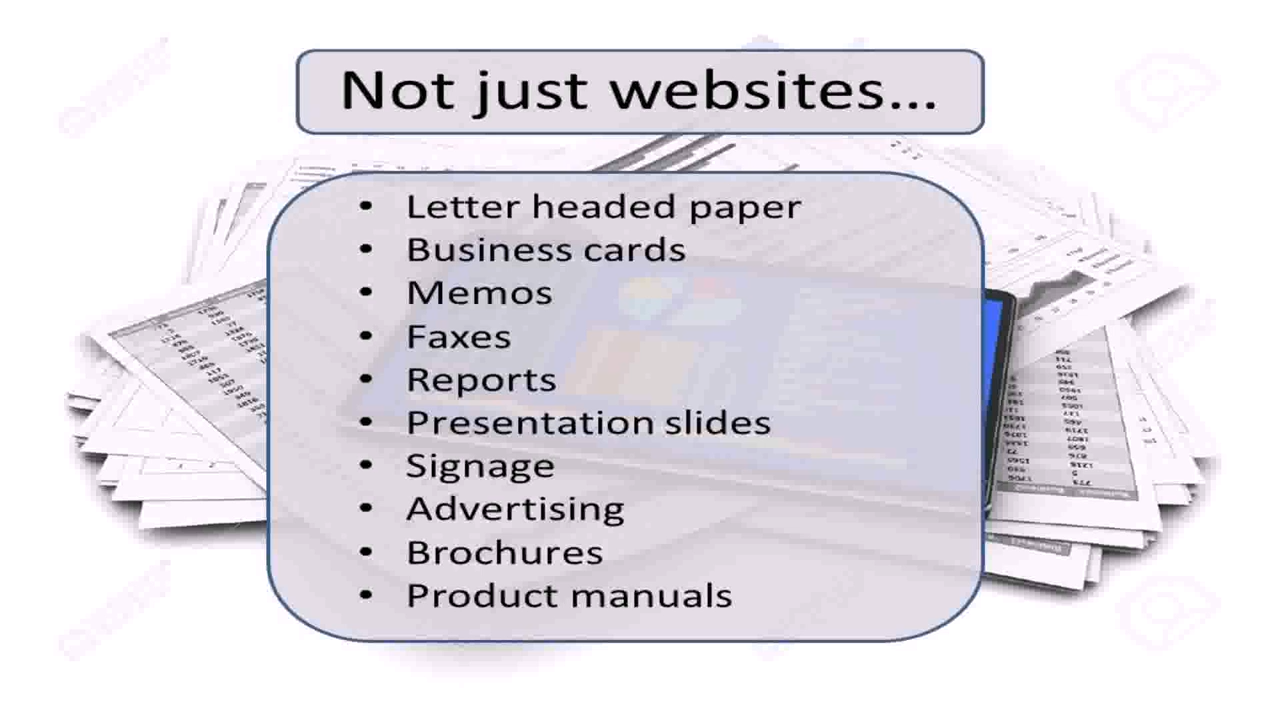 Not just websites...
• Letter headed paper
• Business cards
• Memos
• Faxes
• Reports
• Presentation slides
• Signage
• Advertising
• Brochures
• Product manuals